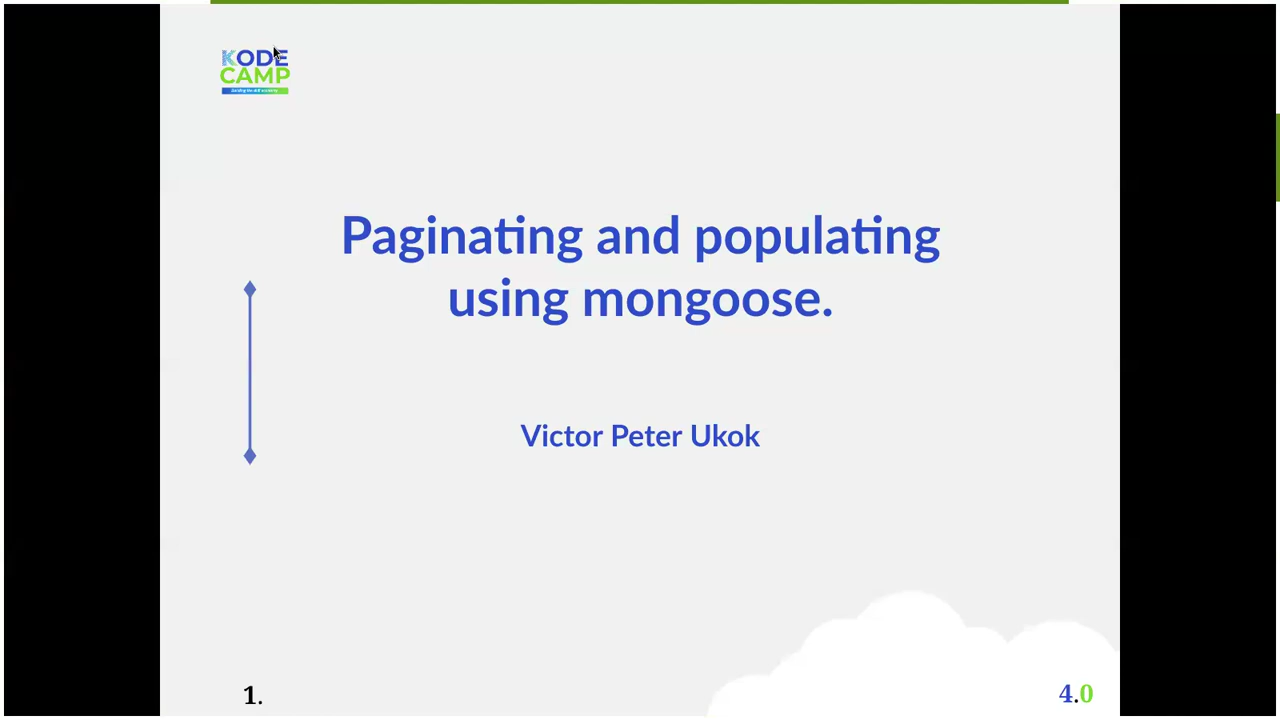 KODE
CAMP
Paginating and populating
using mongoose.
Victor Peter Ukok
1.
4.0